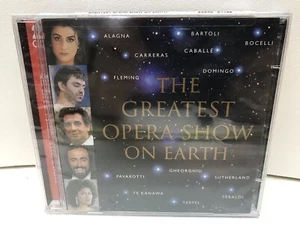 ALAGNA
BARTOLI
CARRERAS
CABALLÉ
BOCELLI
FLEMING
DOMINGO
THE
GREATEST
OPERA SHOW
ON EARTH
PAVAROTTI
GHEORGHIU
SUTHERLAND
TE KANAWA
TERFEL
TEBALDI